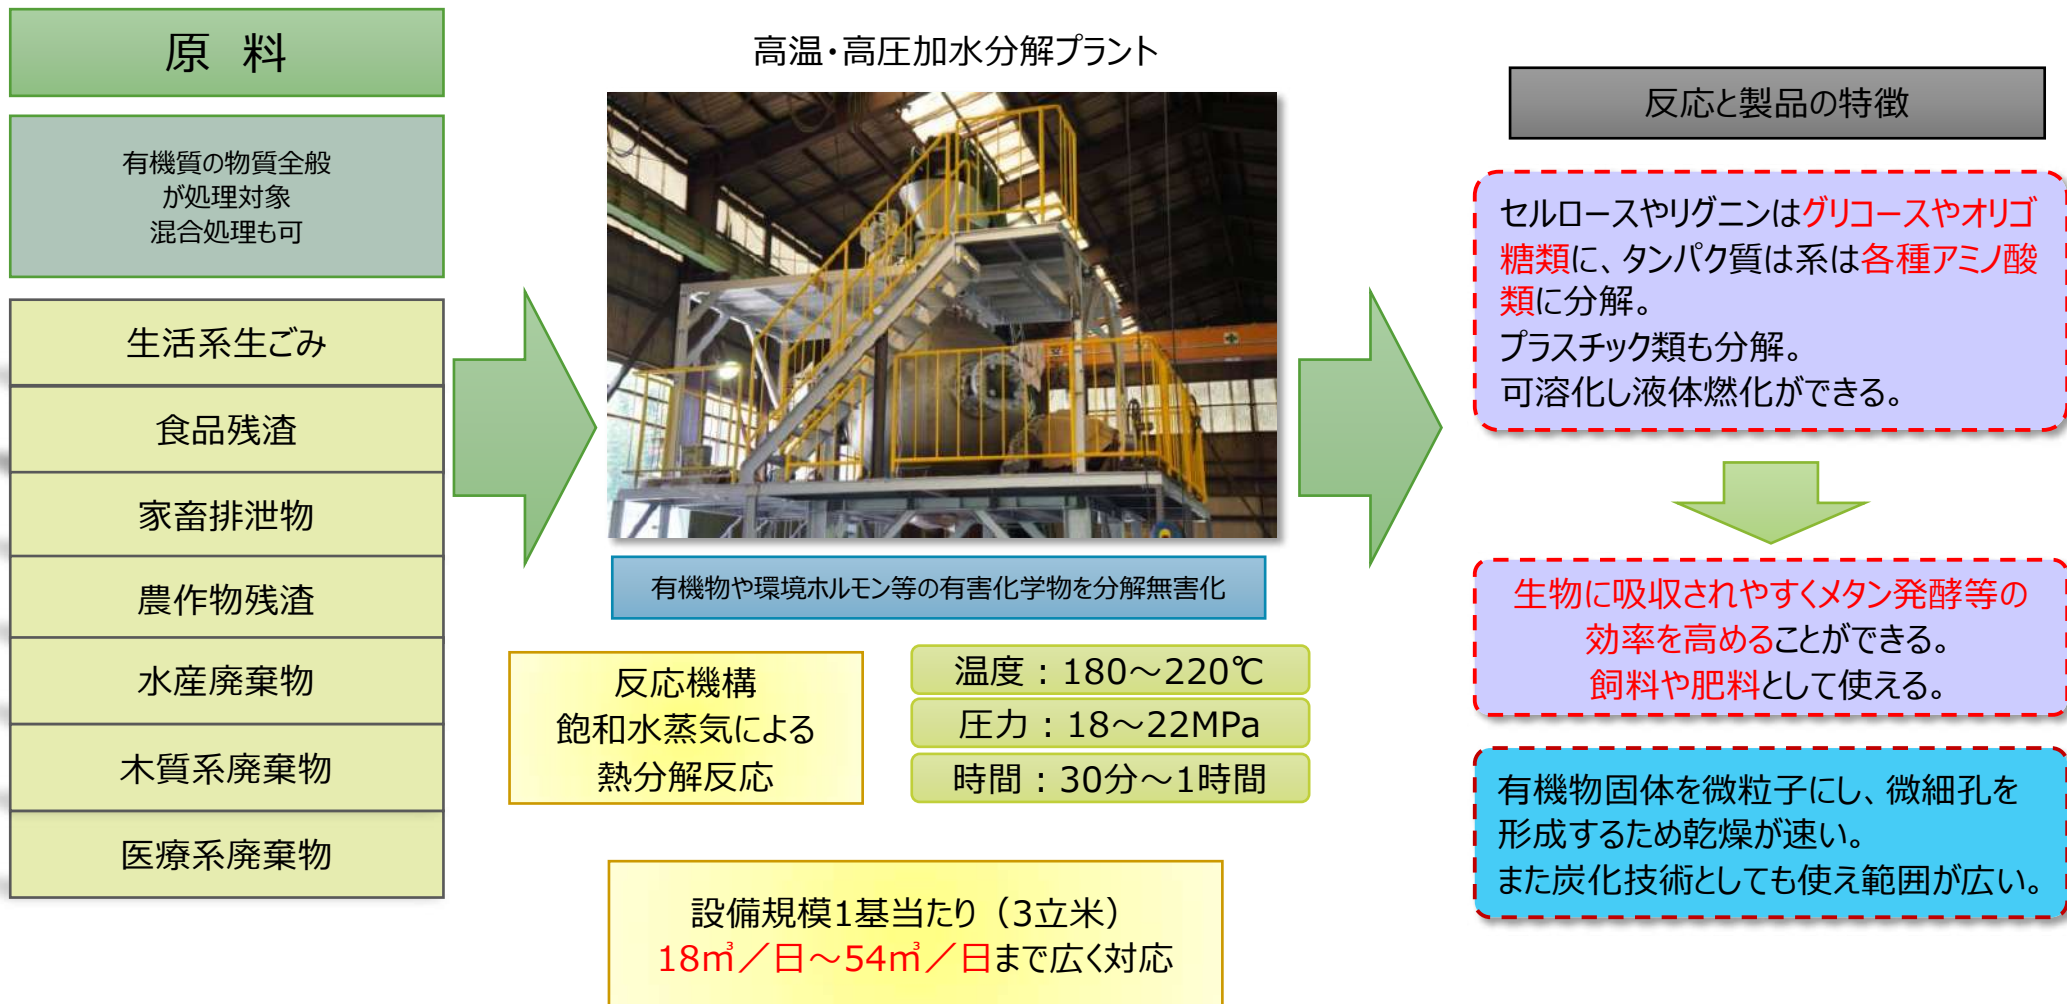 原 料
有機質の物質全般
が処理対象
混合処理も可
生活系生ごみ
食品残渣
家畜排泄物
農作物残渣
水産廃棄物
木質系廃棄物
医療系廃棄物
高温・高圧加水分解プラント
有機物や環境ホルモン等の有害化学物を分解無害化
反応機構
飽和水蒸気による
熱分解反応
温度：180～220℃
圧力：18～22MPa
時間：30分～1時間
設備規模1基当たり（3立米）
18㎥／日～54㎥／日まで広く対応
反応と製品の特徴
セルロースやリグニンはグリコースやオリゴ
糖類に、タンパク質は系は各種アミノ酸
類に分解。
プラスチック類も分解。
可溶化し液体燃化ができる。
生物に吸収されやすくメタン発酵等の
効率を高めることができる。
飼料や肥料として使える。
有機物固体を微粒子にし、微細孔を
形成するため乾燥が速い。
また炭化技術としても使え範囲が広い。